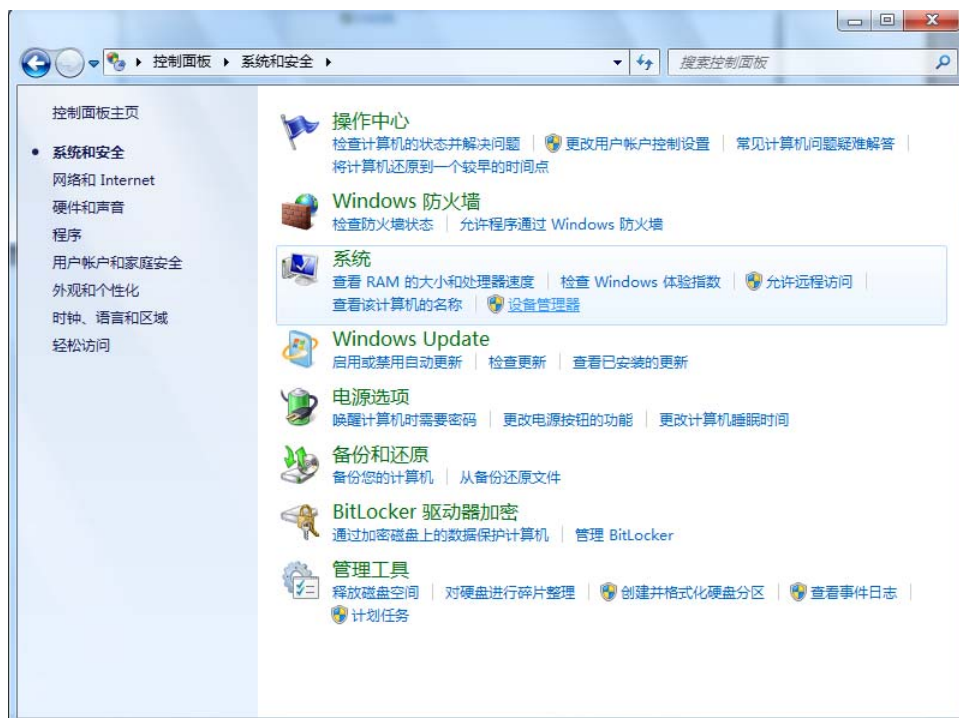 控制面板 系统和安全
搜索控制面板
控制面板主页
系统和安全
网络和 Internet
硬件和声音
程序
用户帐户和家庭安全
外观和个性化
时钟、语言和区域
轻松访问
操作中心
检查计算机的状态并解决问题 更改用户帐户控制设置 常见计算机问题疑难解答
将计算机还原到一个较早的时间点
Windows 防火墙
检查防火墙状态 允许程序通过 Windows 防火墙
系统
查看 RAM 的大小和处理器速度 检查 Windows 体验指数 允许远程访问
查看该计算机的名称 设备管理器
Windows Update
启用或禁用自动更新 检查更新 查看已安装的更新
电源选项
唤醒计算机时需要密码 更改电源按钮的功能 更改计算机睡眠时间
备份和还原
备份您的计算机 从备份还原文件
BitLocker 驱动器加密
通过加密磁盘上的数据保护计算机 管理 BitLocker
管理工具
释放磁盘空间 对硬盘进行碎片整理 创建并格式化硬盘分区 查看事件日志
计划任务